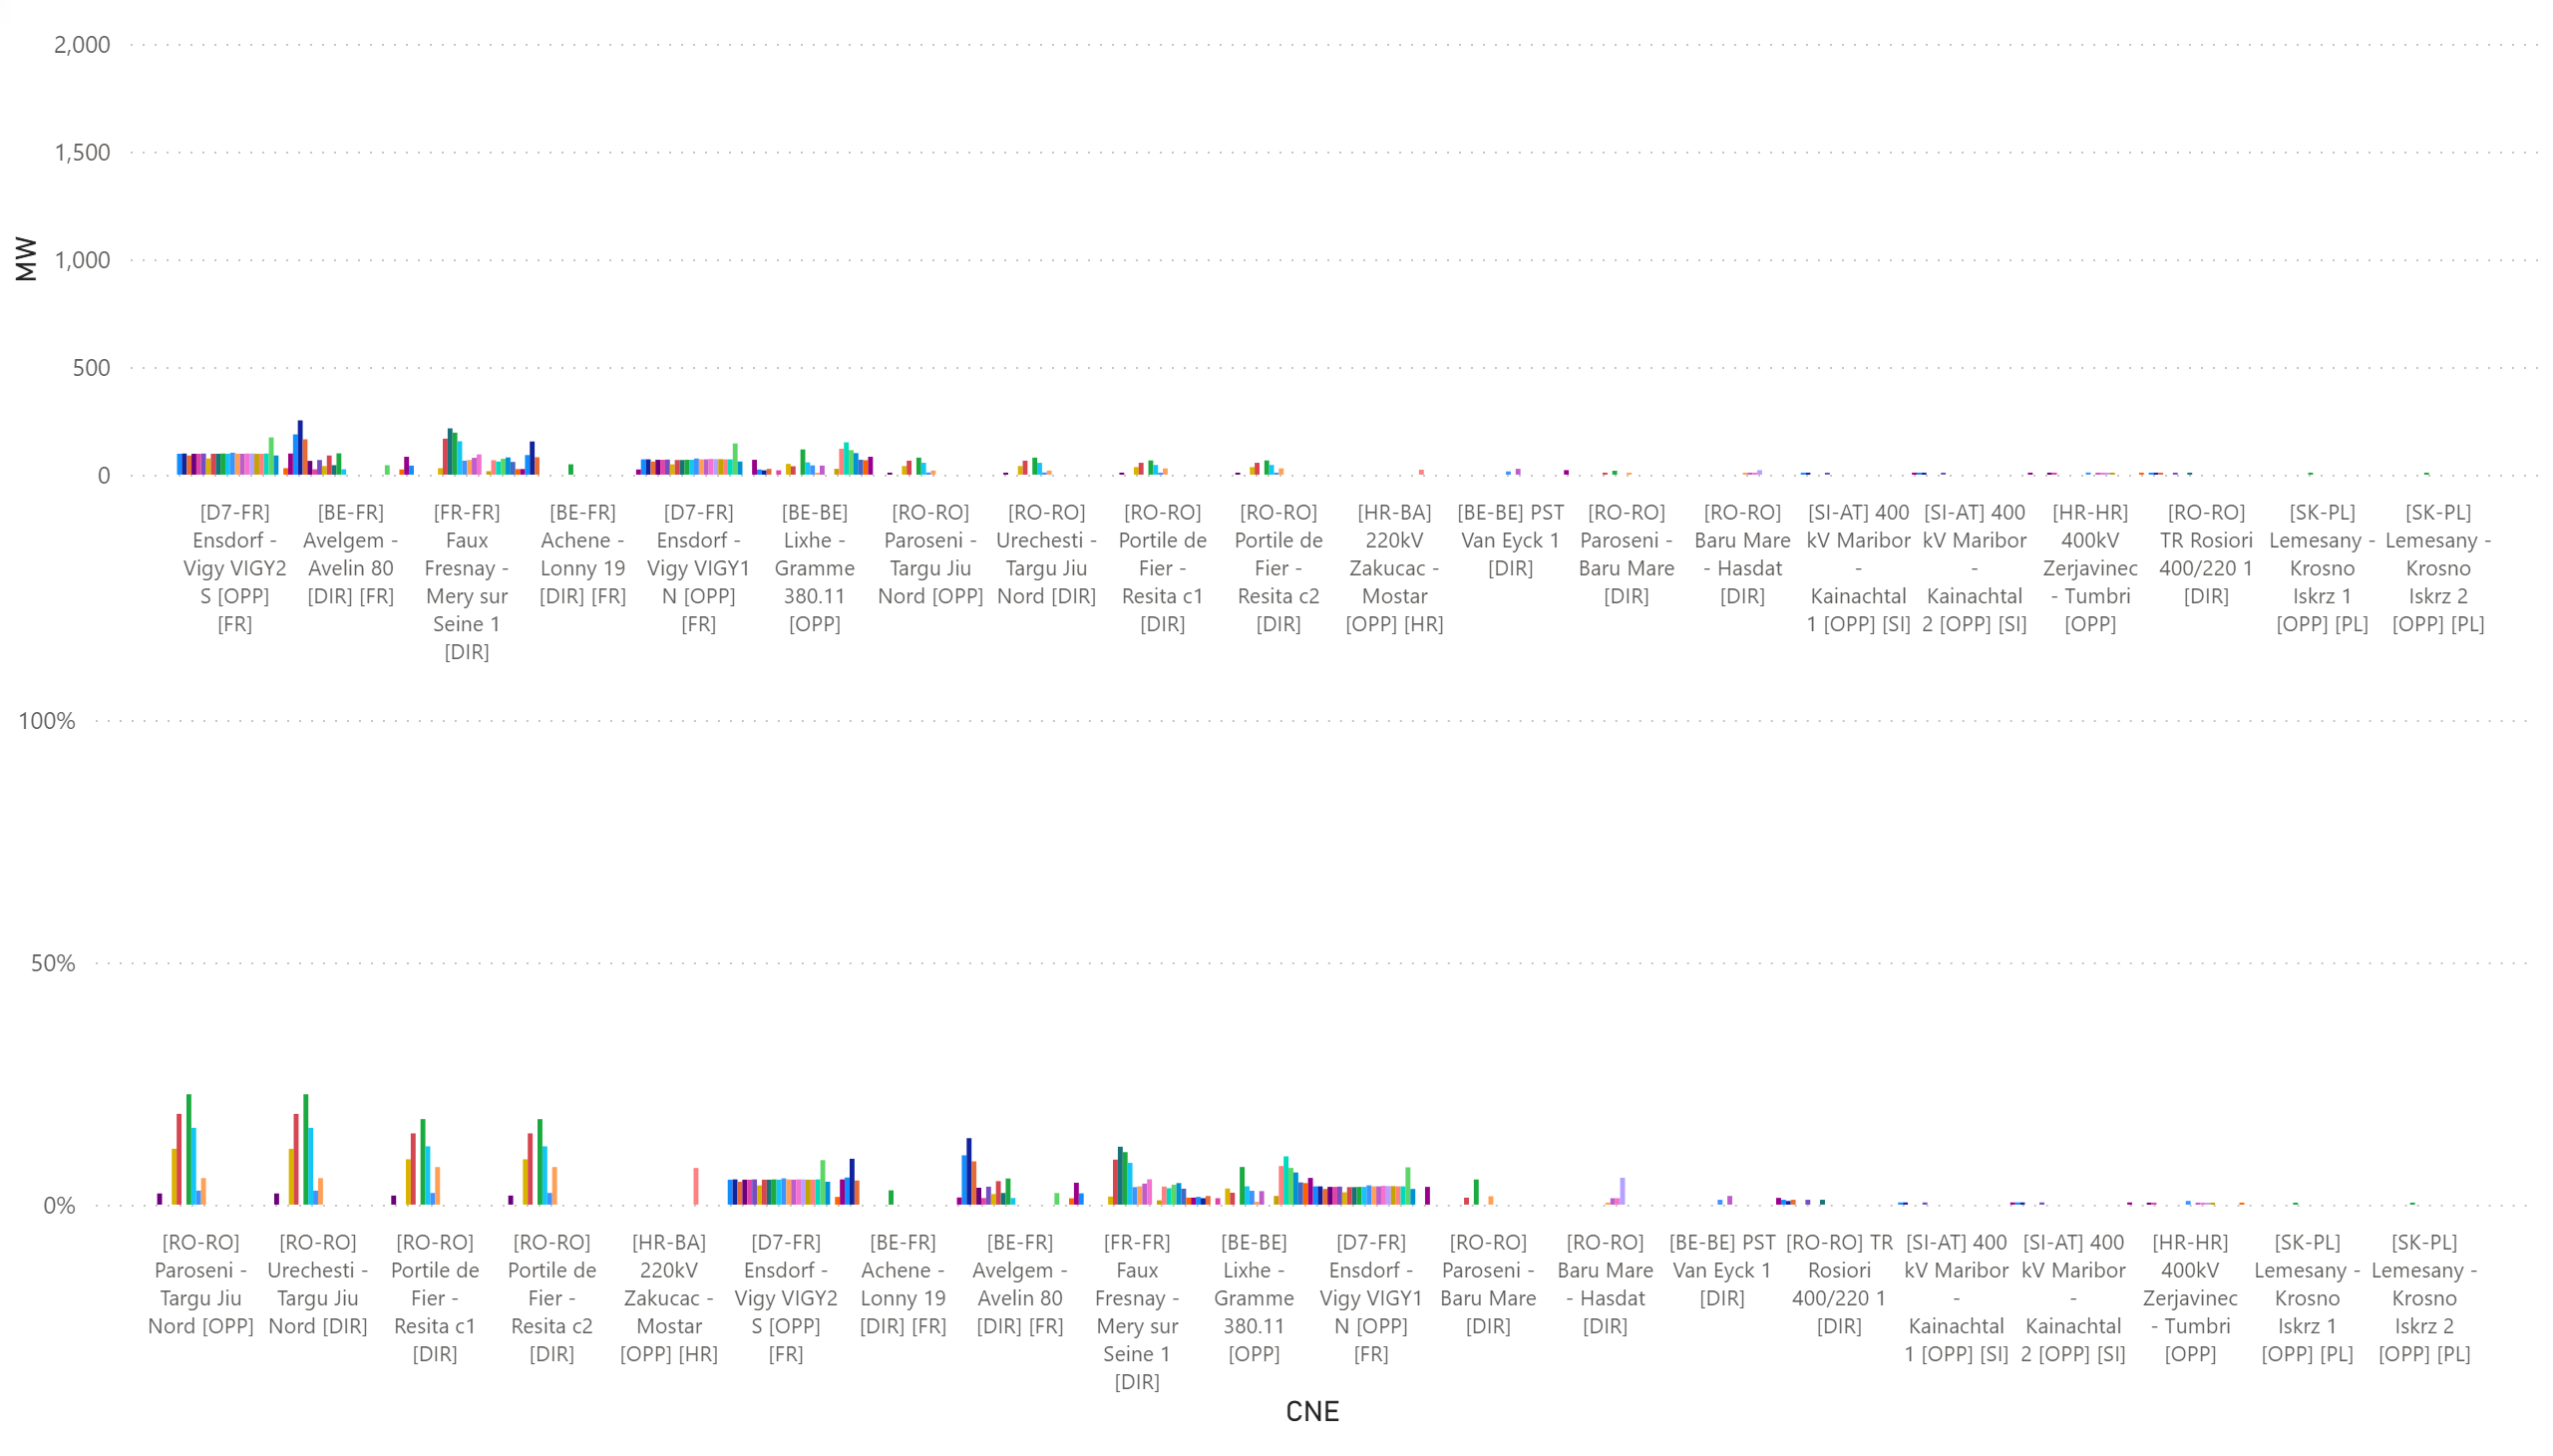 2,000
1,500
1,000
500
0
MW
[D7-FR]
Ensdorf -
Vigy VIGY2
S [OPP]
[FR]
[BE-FR]
Avelgem -
Avelin 80
[DIR] [FR]
[FR-FR]
Faux
Fresnay -
Mery sur
Seine 1
[DIR]
[BE-FR]
Achene -
Lonny 19
[DIR] [FR]
[D7-FR]
Ensdorf -
Vigy VIGY1
N [OPP]
[FR]
[BE-BE]
Lixhe -
Gramme
380.11
[OPP]
[RO-RO]
Paroseni -
Targu Jiu
Nord [OPP]
[RO-RO]
Urechesti -
Targu Jiu
Nord [DIR]
[RO-RO]
Portile de
Fier -
Resita c1
[DIR]
[RO-RO]
Portile de
Fier -
Resita c2
[DIR]
[HR-BA]
220kV
Zakucac -
Mostar
[OPP] [HR]
[BE-BE] PST
Van Eyck 1
[DIR]
[RO-RO]
Paroseni -
Baru Mare
[DIR]
[RO-RO]
Baru Mare
- Hasdat
[DIR]
[SI-AT] 400
kV Maribor
-
Kainachtal
1 [OPP] [SI]
[SI-AT] 400
kV Maribor
-
Kainachtal
2 [OPP] [SI]
[HR-HR]
400kV
Zerjavinec
- Tumbri
[OPP]
[RO-RO]
TR Rosiori
400/220 1
[DIR]
[SK-PL]
Lemesany -
Krosno
Iskrz 1
[OPP] [PL]
[SK-PL]
Lemesany -
Krosno
Iskrz 2
[OPP] [PL]
100%
50%
0%
[RO-RO]
Paroseni -
Targu Jiu
Nord [OPP]
[RO-RO]
Urechesti -
Targu Jiu
Nord [DIR]
[RO-RO]
Portile de
Fier -
Resita c1
[DIR]
[RO-RO]
Portile de
Fier -
Resita c2
[DIR]
[HR-BA]
220kV
Zakucac -
Mostar
[OPP] [HR]
[D7-FR]
Ensdorf -
Vigy VIGY2
S [OPP]
[FR]
[BE-FR]
Achene -
Lonny 19
[DIR] [FR]
[BE-FR]
Avelgem -
Avelin 80
[DIR] [FR]
[FR-FR]
Faux
Fresnay -
Mery sur
Seine 1
[DIR]
[BE-BE]
Lixhe -
Gramme
380.11
[OPP]
[D7-FR]
Ensdorf -
Vigy VIGY1
N [OPP]
[FR]
[RO-RO]
Paroseni -
Baru Mare
[DIR]
[RO-RO]
Baru Mare
- Hasdat
[DIR]
[BE-BE] PST
Van Eyck 1
[DIR]
[RO-RO] TR
Rosiori
400/220 1
[DIR]
[SI-AT] 400
kV Maribor
-
Kainachtal
1 [OPP] [SI]
[SI-AT] 400
kV Maribor
-
Kainachtal
2 [OPP] [SI]
[HR-HR]
400kV
Zerjavinec
- Tumbri
[OPP]
[SK-PL]
Lemesany -
Krosno
Iskrz 1
[OPP] [PL]
[SK-PL]
Lemesany -
Krosno
Iskrz 2
[OPP] [PL]
CNE